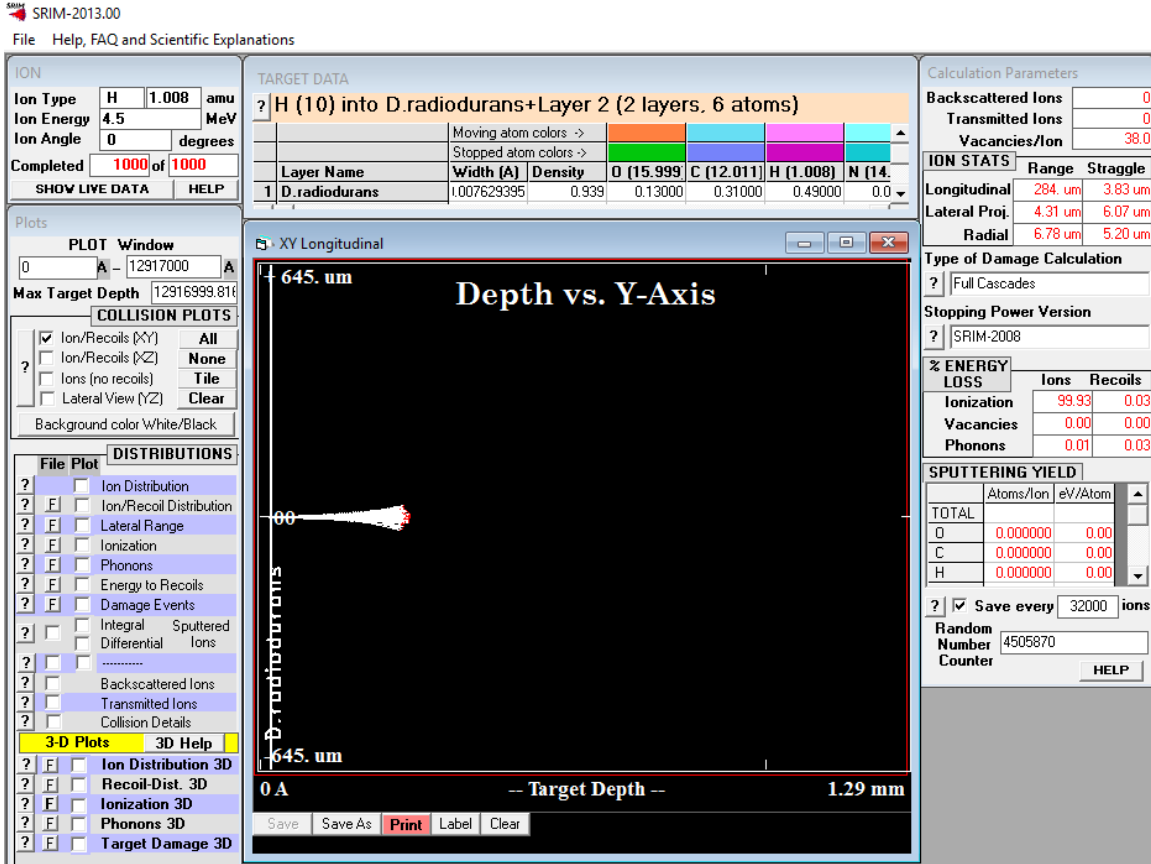 SRIM-2013.00
File Help, FAQ and Scientific Explanations
ION
Ion Type H 1.008 amu
Ion Energy 4.5 MeV
Ion Angle 0 degrees
Completed 1000 of 1000
SHOW LIVE DATA HELP
Plots
PLOT Window
0 A - 12917000 A
Max Target Depth 12916999.816
COLLISION PLOTS
Ion/Recoils (XY) All
Ion/Recoils (XZ) None
? Ions (no recoils) Tile
Lateral View (YZ) Clear
Background color White/Black
DISTRIBUTIONS
File Plot
? Ion Distribution
? F Ion/Recoil Distribution
? F Lateral Range
? F Ionization
? F Phonons
? F Energy to Recoils
? F Damage Events
? Integral Sputtered
Differential Ions
? -----------
? Backscattered Ions
? Transmitted Ions
? Collision Details
3-D Plots 3D Help
? F Ion Distribution 3D
? F Recoil-Dist. 3D
? F Ionization 3D
? F Phonons 3D
? F Target Damage 3D
TARGET DATA
? H (10) into D.radiodurans+Layer 2 (2 layers, 6 atoms)
Moving atom colors ->
Stopped atom colors ->
Layer Name Width (A) Density O (15.999 C (12.011] H (1.008) N (14.
1 D.radiodurans .007629395 0.939 0.13000 0.31000 0.49000 0.0
XY Longitudinal
645. um
Depth vs. Y-Axis
00
D.radiodurans
-645. um
0 A -- Target Depth -- 1.29 mm
Save Save As Print Label Clear
Calculation Parameters
Backscattered Ions 0
Transmitted Ions 0
Vacancies/Ion 38.0
ION STATS Range Straggle
Longitudinal 284. um 3.83 um
Lateral Proj. 4.31 um 6.07 um
Radial 6.78 um 5.20 um
Type of Damage Calculation
? Full Cascades
Stopping Power Version
? SRIM-2008
% ENERGY LOSS Ions Recoils
Ionization 99.93 0.03
Vacancies 0.00 0.00
Phonons 0.01 0.03
SPUTTERING YIELD
Atoms/Ion eV/Atom
TOTAL
O 0.000000 0.00
C 0.000000 0.00
H 0.000000 0.00
? Save every 32000 ions
Random Number Counter 4505870
HELP